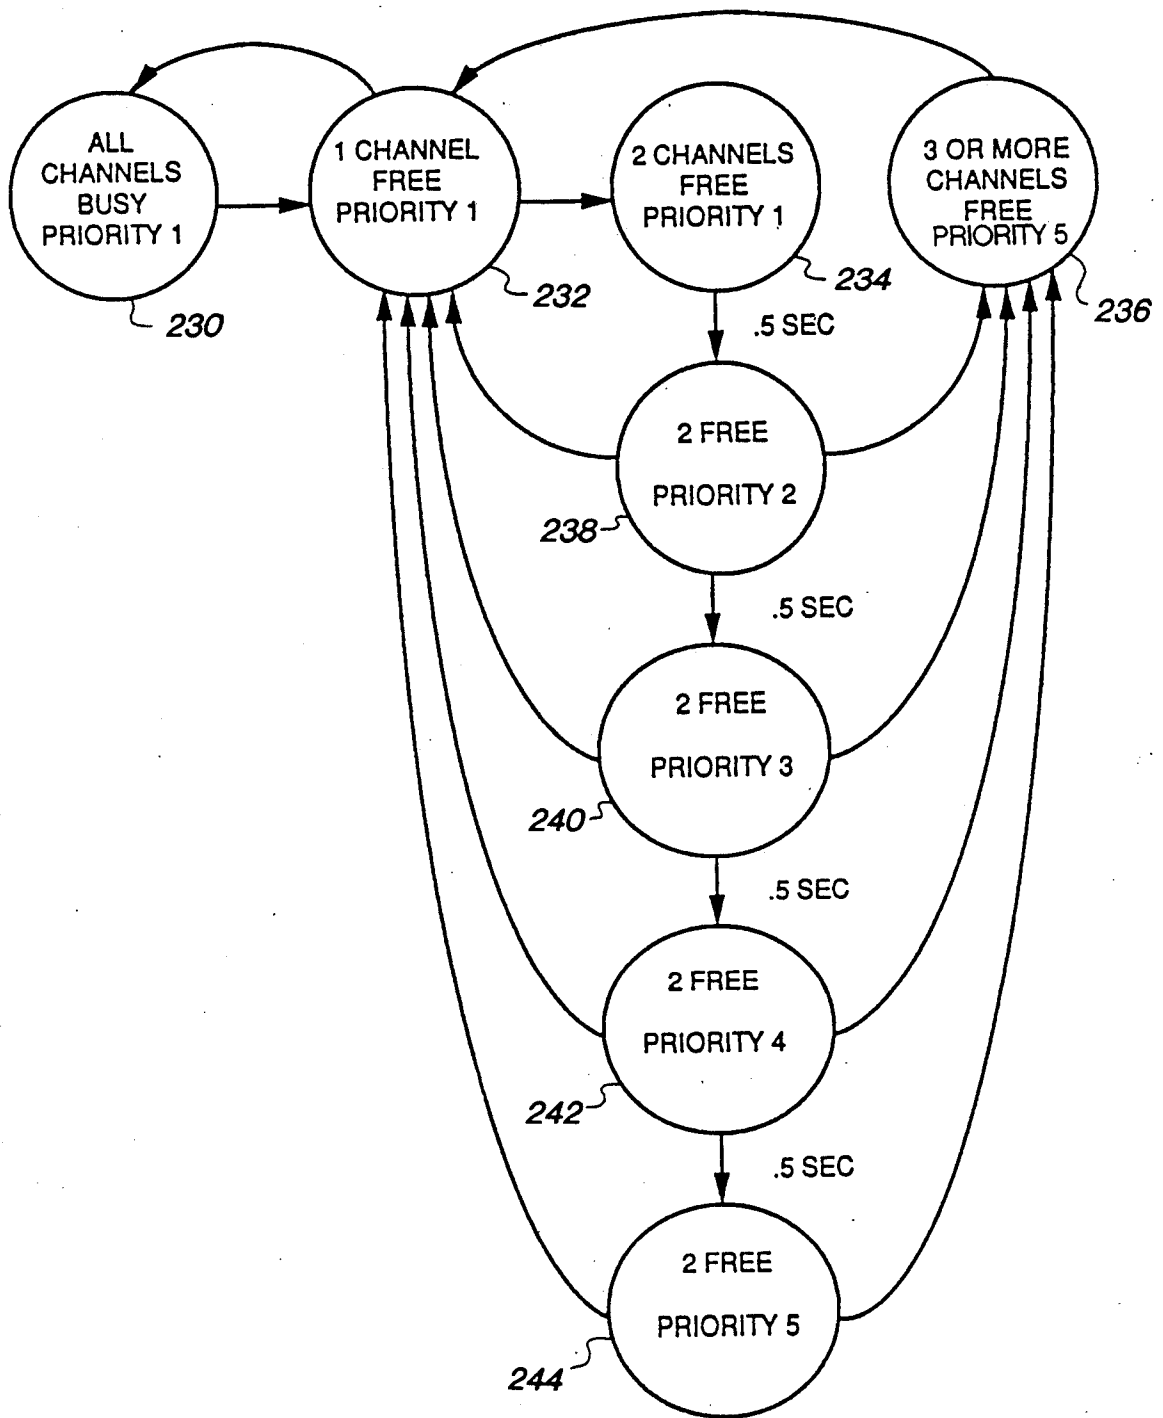 ALL
CHANNELS
BUSY
PRIORITY 1
230
1 CHANNEL
FREE
PRIORITY 1
232
2 CHANNELS
FREE
PRIORITY 1
234
3 OR MORE
CHANNELS
FREE
PRIORITY 5
236
.5 SEC
2 FREE
PRIORITY 2
238
.5 SEC
2 FREE
PRIORITY 3
240
.5 SEC
2 FREE
PRIORITY 4
242
.5 SEC
2 FREE
PRIORITY 5
244